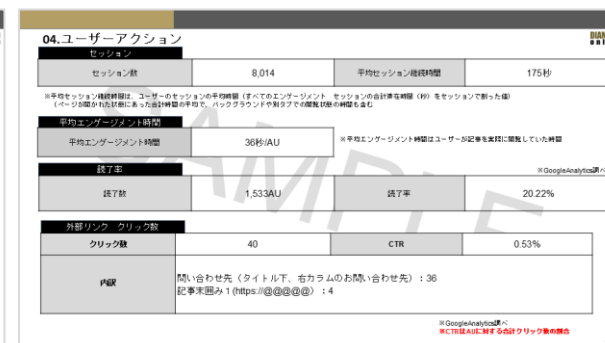 04.ユーザーアクション
セッション
セッション数 8,014 平均セッション継続時間 175秒
※平均セッション継続時間は、ユーザーのセッションの平均時間(すべてのエンゲージメント セッションの合計滞在時間(秒)をセッションで割った値)
(ページが開かれた状態にあった合計時間の平均で、バックグラウンドや別タブでの閲覧状態の時間も含む
平均エンゲージメント時間
平均エンゲージメント時間 36秒/AU ※平均エンゲージメント時間はユーザーが記事を実際に閲覧していた時間
読了率
※GoogleAnalytics調べ
読了数 1,533AU 読了率 20.22%
外部リンク クリック数
クリック数 40 CTR 0.53%
内訳
問い合わせ先(タイトル下、右カラムのお問い合わせ先):36
記事末囲み1(https://@@@@@):4
※GoogleAnalytics調べ
※CTRはAUに対する合計クリック数の割合
SAMPLE